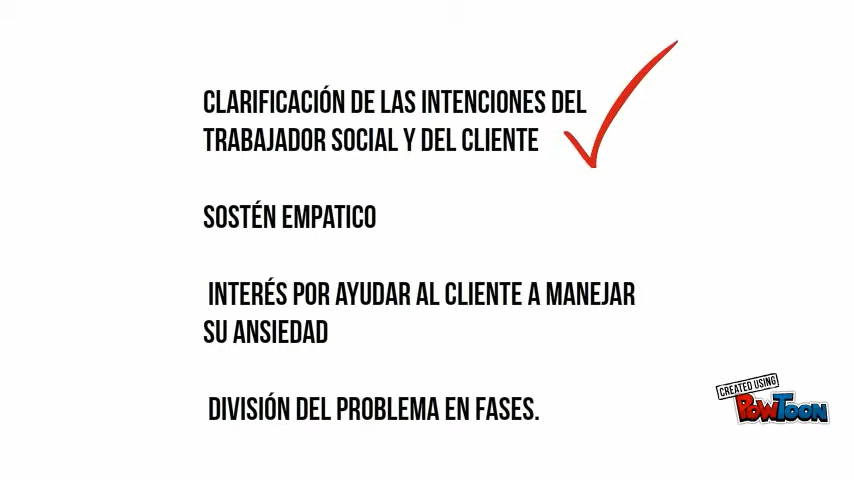 CLARIFICACIÓN DE LAS INTENCIONES DEL
TRABAJADOR SOCIAL Y DEL CLIENTE
SOSTÉN EMPATICO
INTERÉS POR AYUDAR AL CLIENTE A MANEJAR
SU ANSIEDAD
DIVISIÓN DEL PROBLEMA EN FASES.
CREATED USING
POWTOON